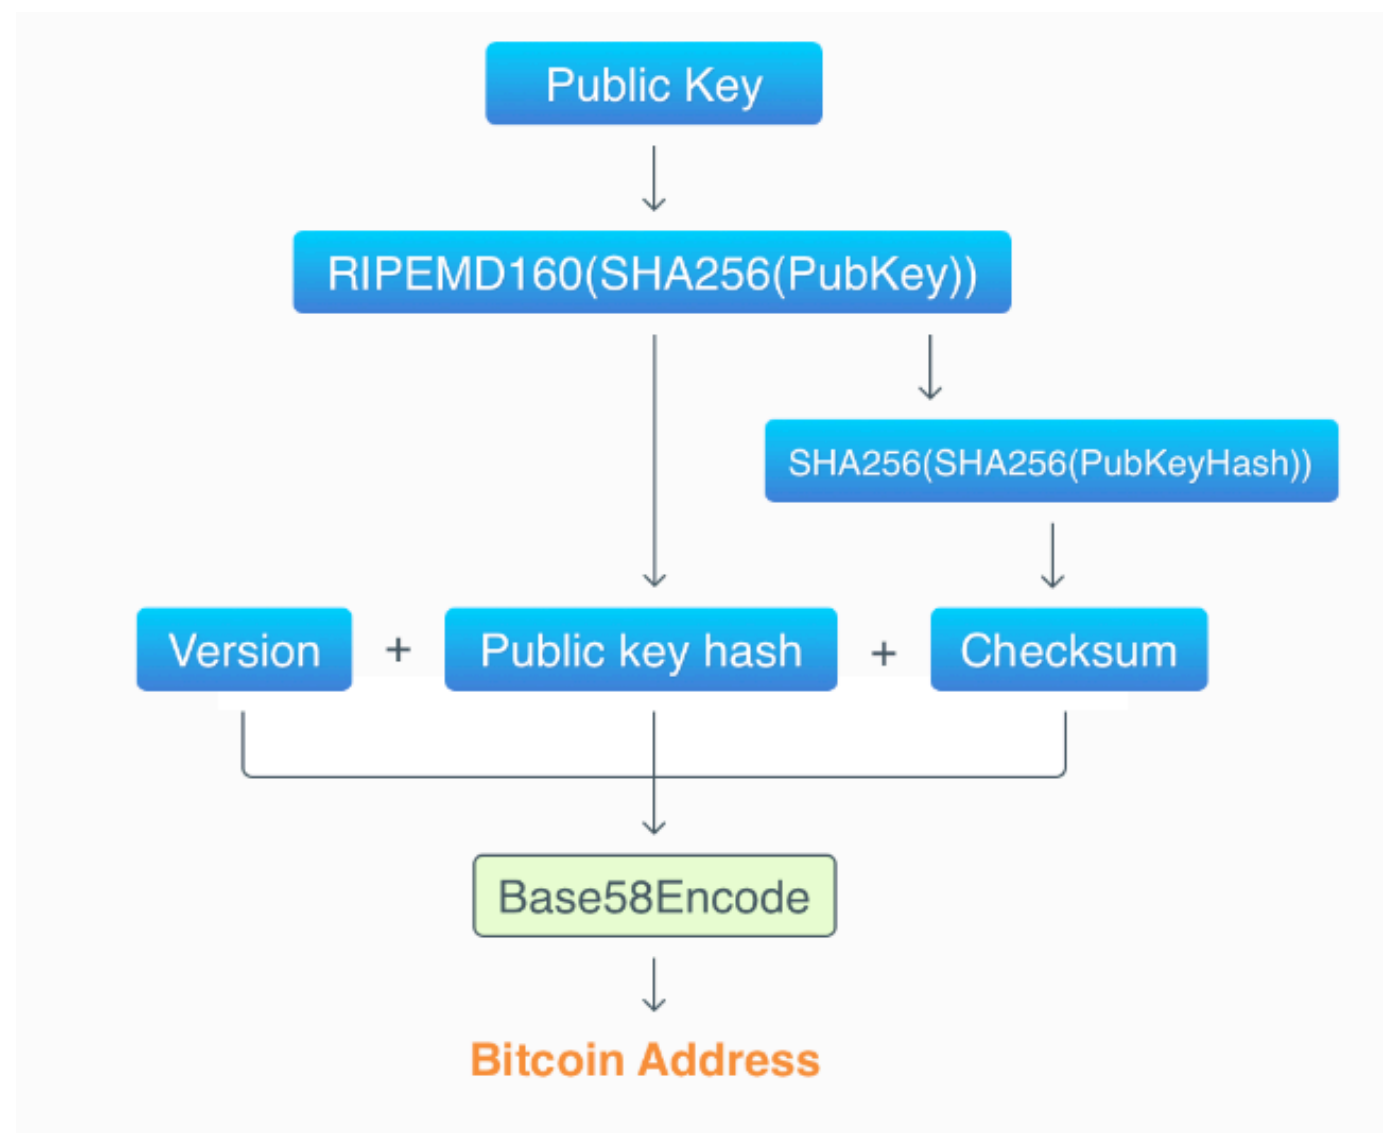 Public Key
RIPEMD160(SHA256(PubKey))
SHA256(SHA256(PubKeyHash))
Version + Public key hash + Checksum
Base58Encode
Bitcoin Address